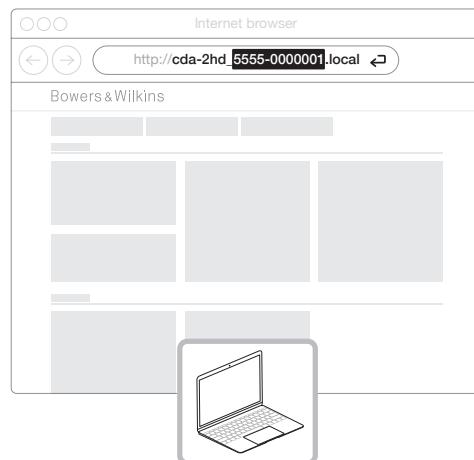 Internet browser
http://cda-2hd_5555-0000001.local
Bowers & Wilkins